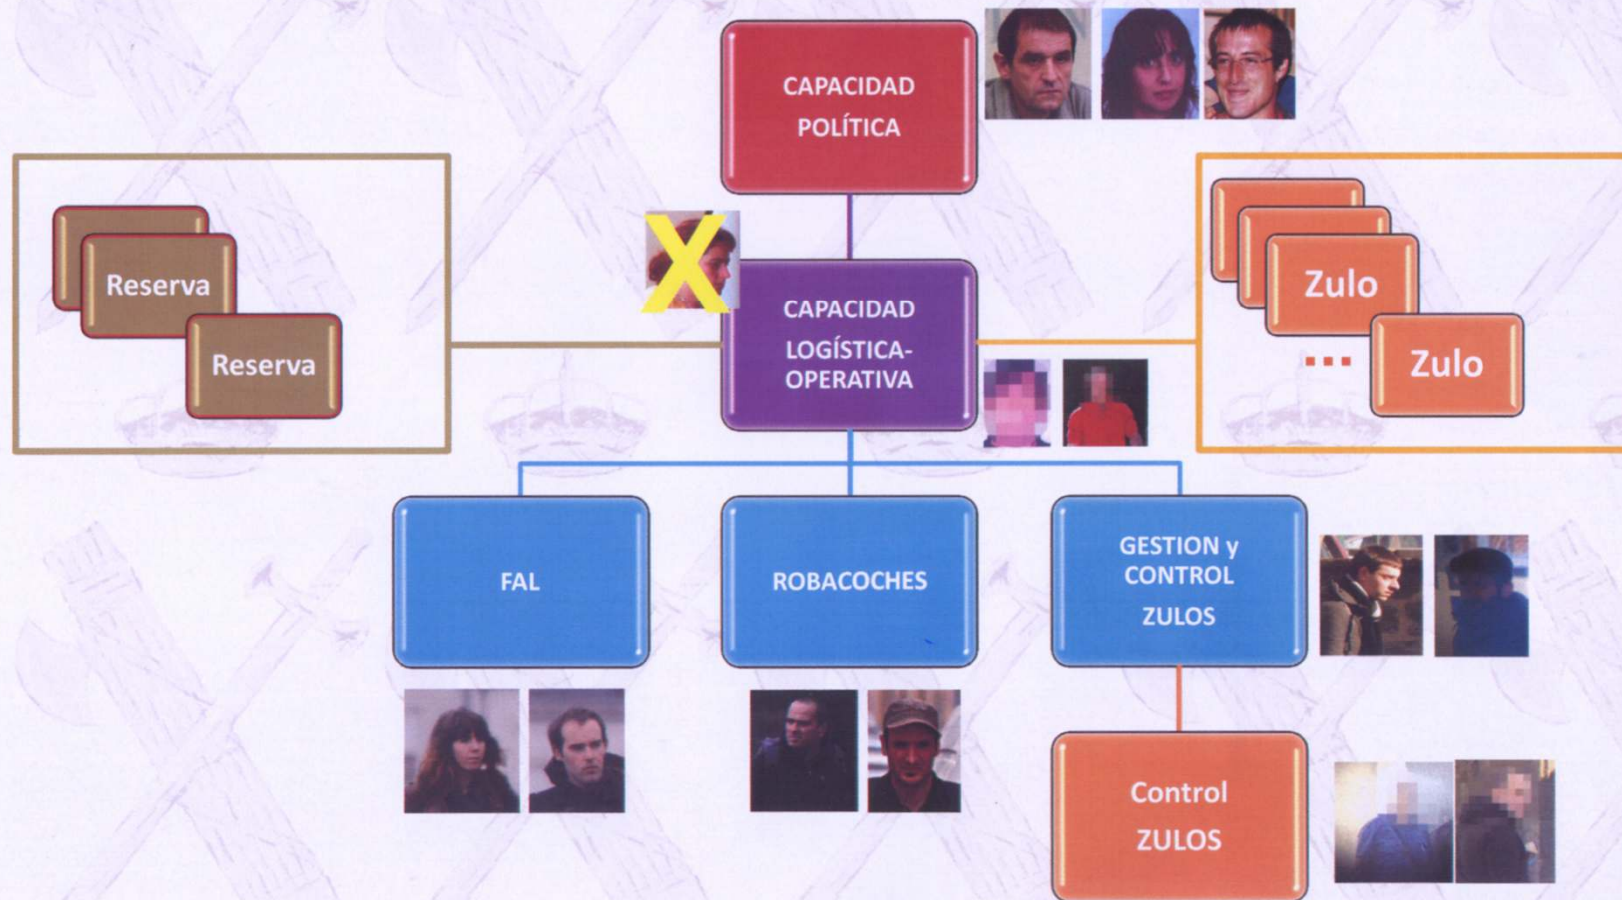 CAPACIDAD
POLÍTICA
Reserva
Reserva
CAPACIDAD
LOGÍSTICA-
OPERATIVA
Zulo
...
Zulo
FAL
ROBACOCHES
GESTION y
CONTROL
ZULOS
Control
ZULOS